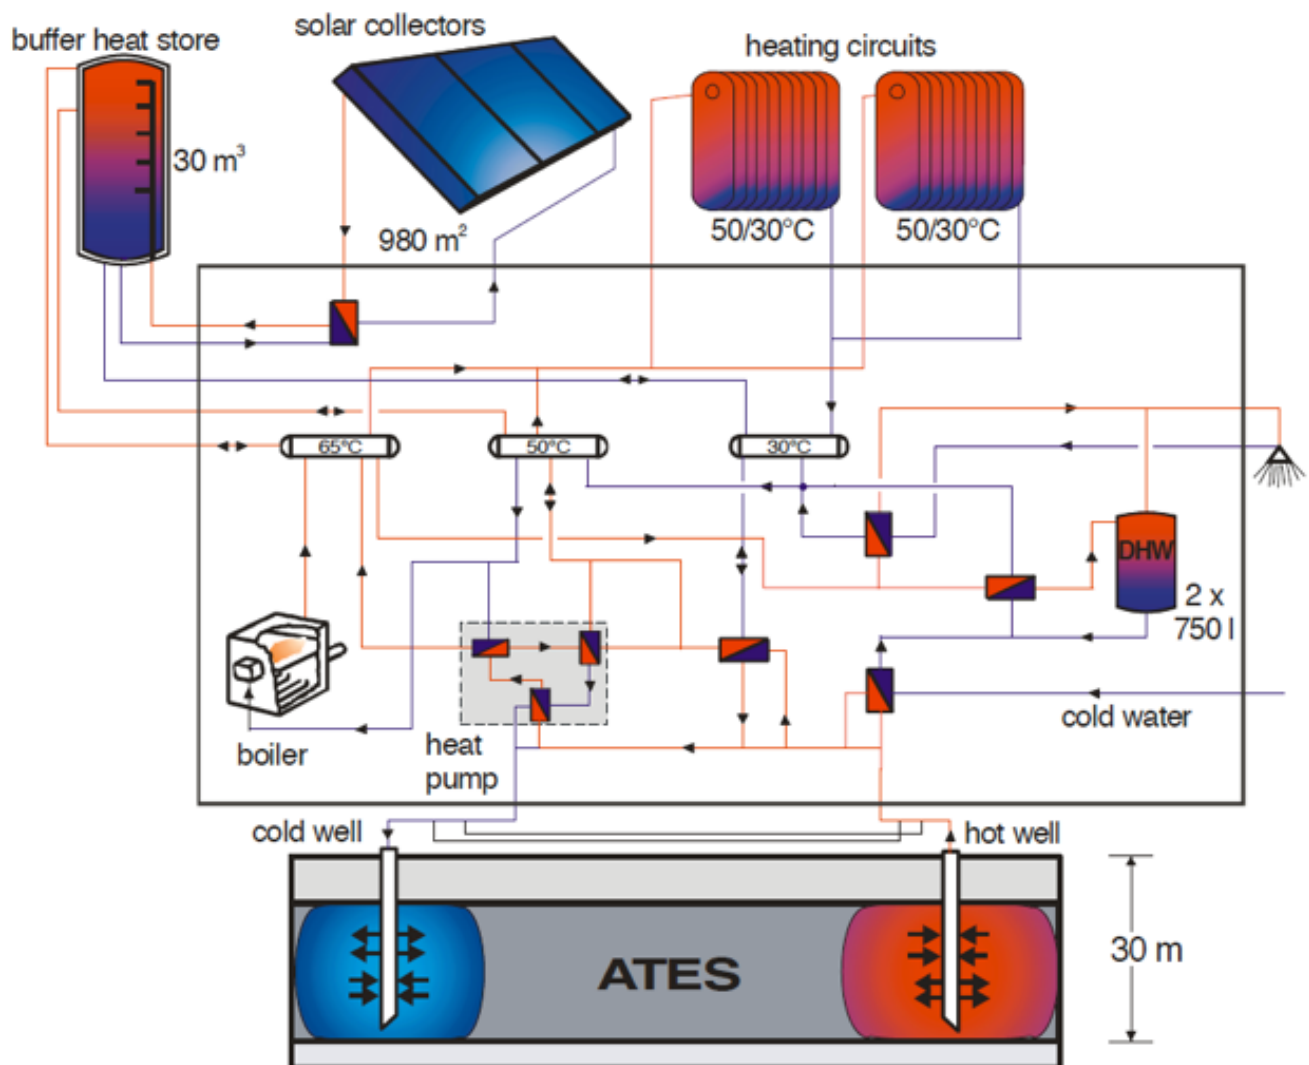 solar collectors
buffer heat store
heating circuits
30 m³
980 m²
50/30°C
50/30°C
65°C
50°C
30°C
DHW
2 x
750 l
cold water
boiler
heat
pump
cold well
hot well
ATES
30 m